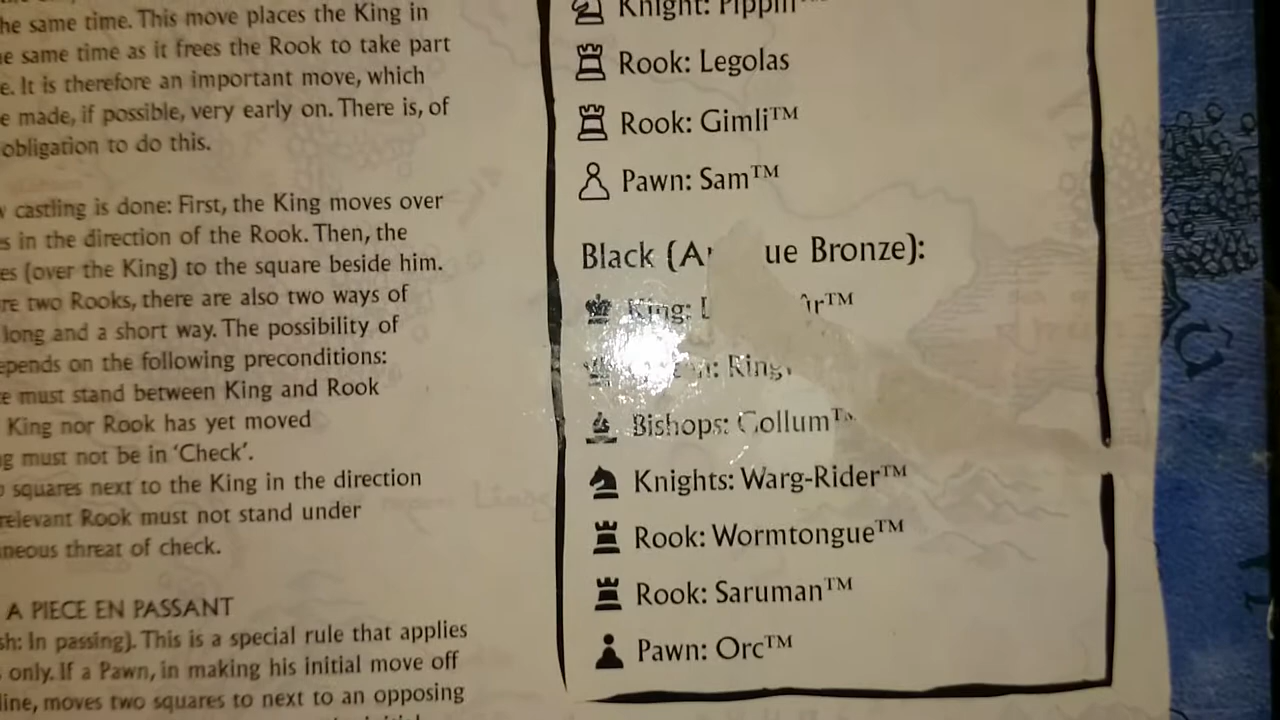 he same time. This move places the King in
e same time as it frees the Rook to take part
e. It is therefore an important move, which
e made, if possible, very early on. There is, of
obligation to do this.
w castling is done: First, the King moves over
s in the direction of the Rook. Then, the
es (over the King) to the square beside him.
re two Rooks, there are also two ways of
long and a short way. The possibility of
epends on the following preconditions:
e must stand between King and Rook
King nor Rook has yet moved
g must not be in ‘Check’.
o squares next to the King in the direction
relevant Rook must not stand under
neous threat of check.
A PIECE EN PASSANT
sh: In passing). This is a special rule that applies
only. If a Pawn, in making his initial move off
line, moves two squares to next to an opposing
Knight: Pippin™
Rook: Legolas
Rook: Gimli™
Pawn: Sam™
Black (A ue Bronze):
King:
Bishops: Gollum™
Knights: Warg-Rider™
Rook: Wormtongue™
Rook: Saruman™
Pawn: Orc™